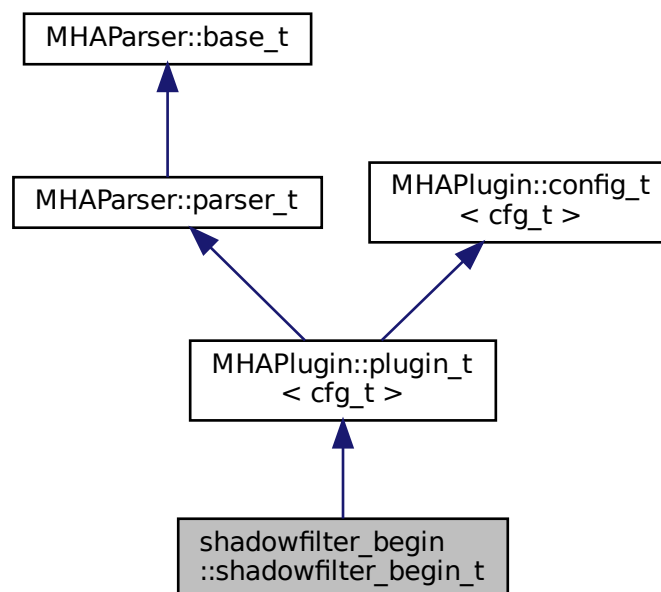 MHAParser::base_t
MHAParser::parser_t
MHAPlugin::config_t
< cfg_t >
MHAPlugin::plugin_t
< cfg_t >
shadowfilter_begin
::shadowfilter_begin_t